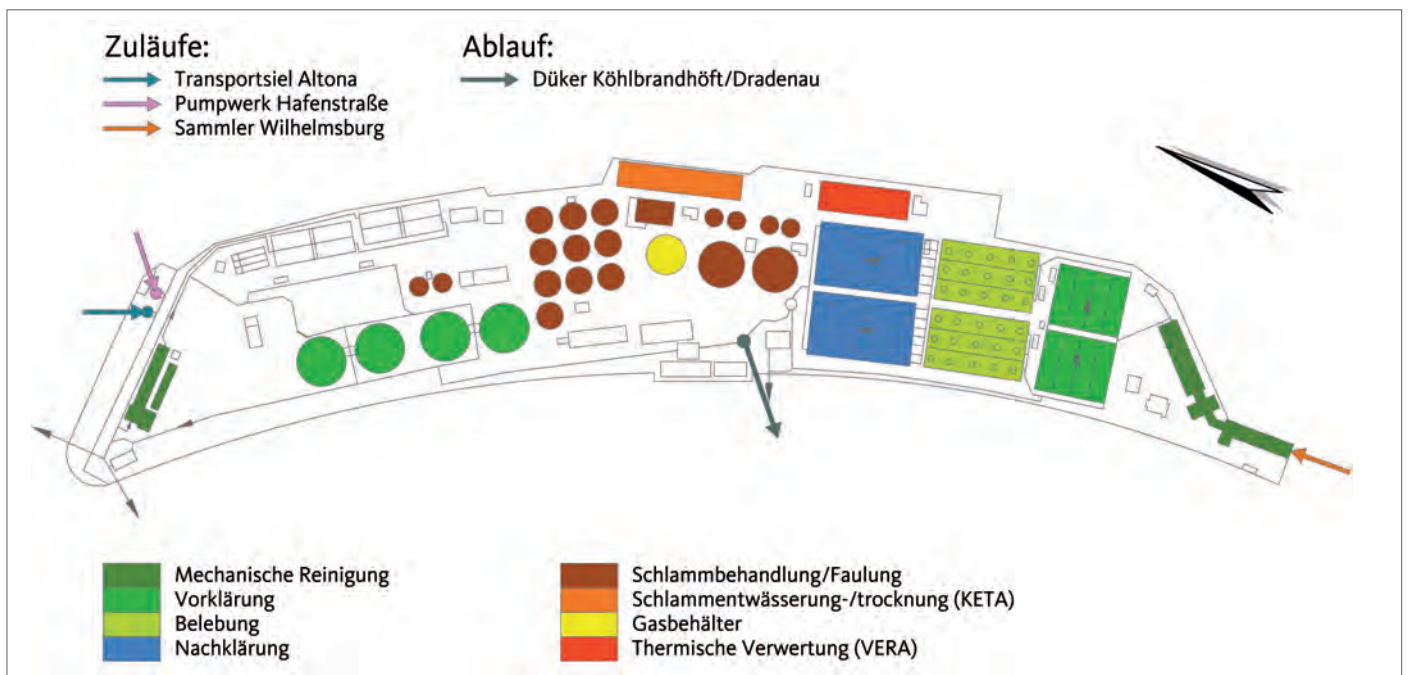 Zuläufe:
Transportsiel Altona
Pumpwerk Hafenstraße
Sammler Wilhelmsburg
Ablauf:
Düker Köhlbrandhöft/Dradenau
Mechanische Reinigung
Vorklärung
Belebung
Nachklärung
Schlammbehandlung/Faulung
Schlammentwässerung-/trocknung (KETA)
Gasbehälter
Thermische Verwertung (VERA)